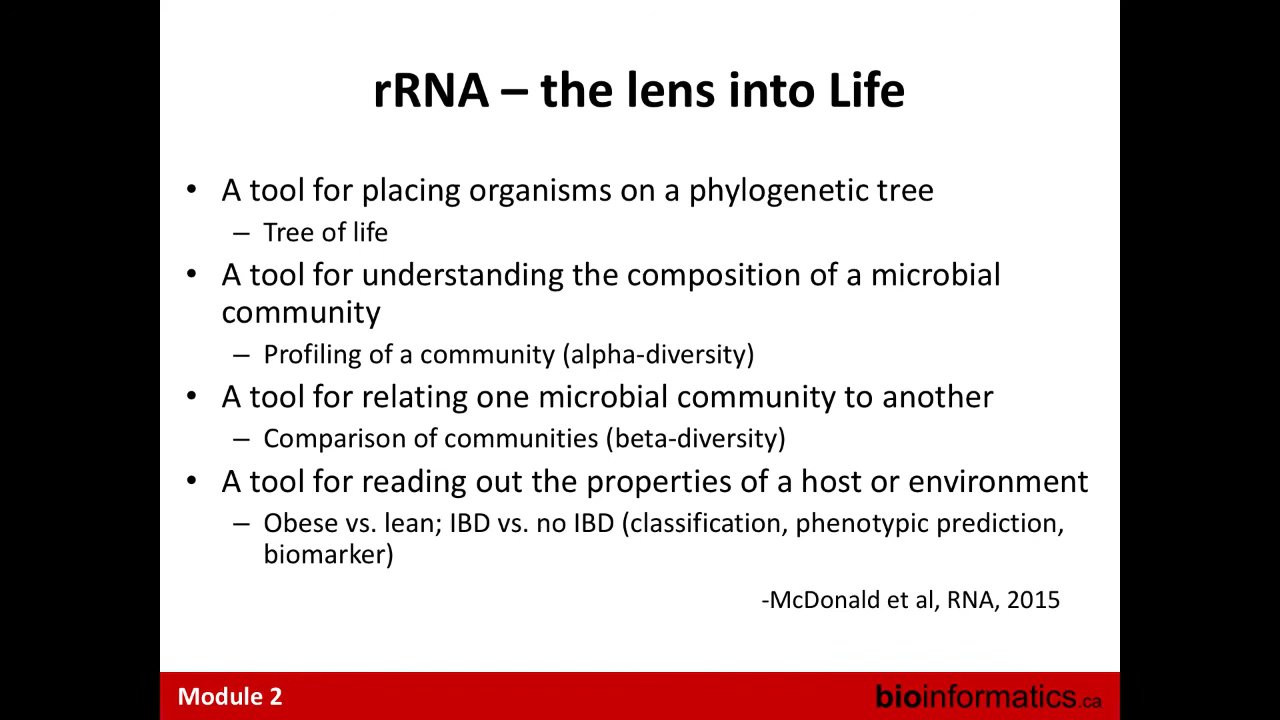 rRNA – the lens into Life
• A tool for placing organisms on a phylogenetic tree
– Tree of life
• A tool for understanding the composition of a microbial
community
– Profiling of a community (alpha-diversity)
• A tool for relating one microbial community to another
– Comparison of communities (beta-diversity)
• A tool for reading out the properties of a host or environment
– Obese vs. lean; IBD vs. no IBD (classification, phenotypic prediction,
biomarker)
-McDonald et al, RNA, 2015
Module 2
bioinformatics.ca